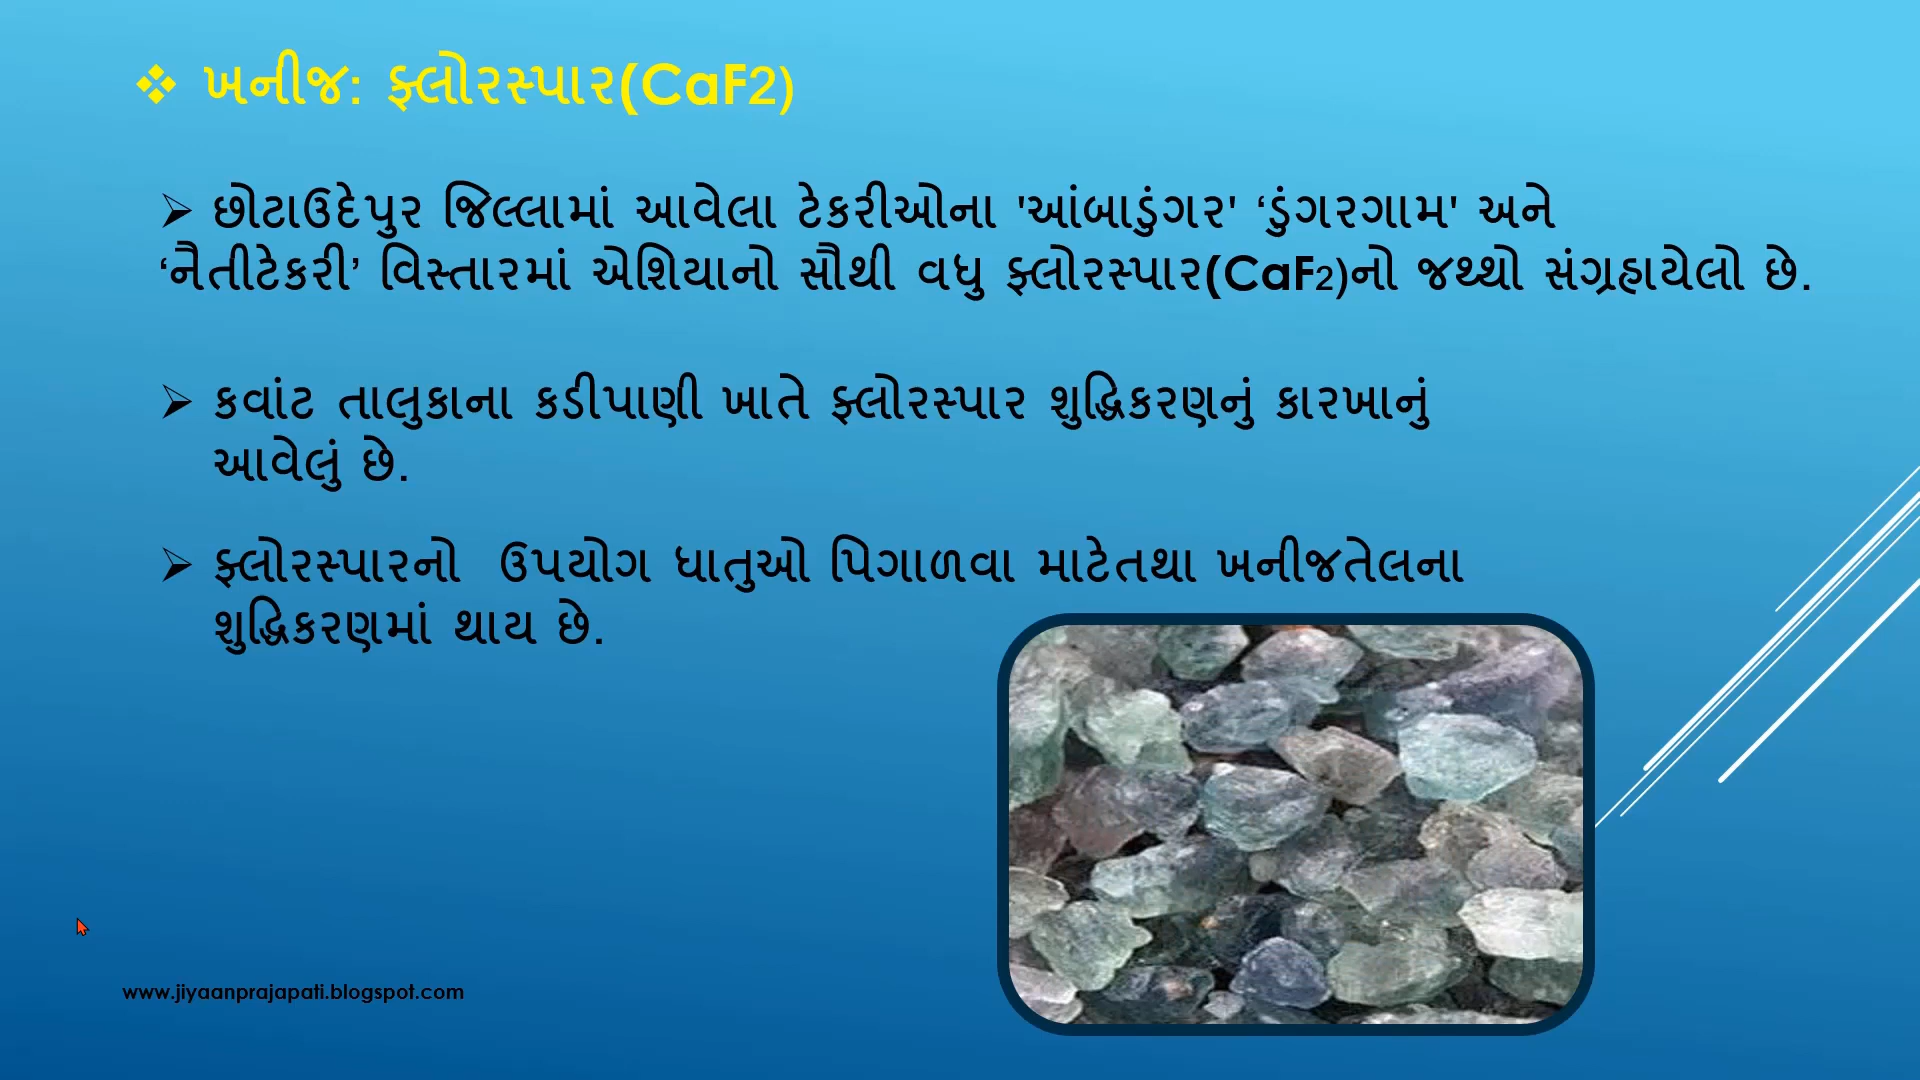 ❖ ખનીજ: ફ્લોરસ્પાર(CaF2)
➢ છોટાઉદેપુર જિલ્લામાં આવેલા ટેકરીઓના 'આંબાડુંગર' ‘ડુંગરગામ' અને
‘નૈતીટેકરી’ વિસ્તારમાં એશિયાનો સૌથી વધુ ફ્લોરસ્પાર(CaF2)નો જથ્થો સંગ્રહાયેલો છે.
➢ કવાંટ તાલુકાના કડીપાણી ખાતે ફ્લોરસ્પાર શુદ્ધિકરણનું કારખાનું
આવેલું છે.
➢ ફ્લોરસ્પારનો ઉપયોગ ધાતુઓ પિગાળવા માટેતથા ખનીજતેલના
શુદ્ધિકરણમાં થાય છે.
www.jiyaanprajapati.blogspot.com